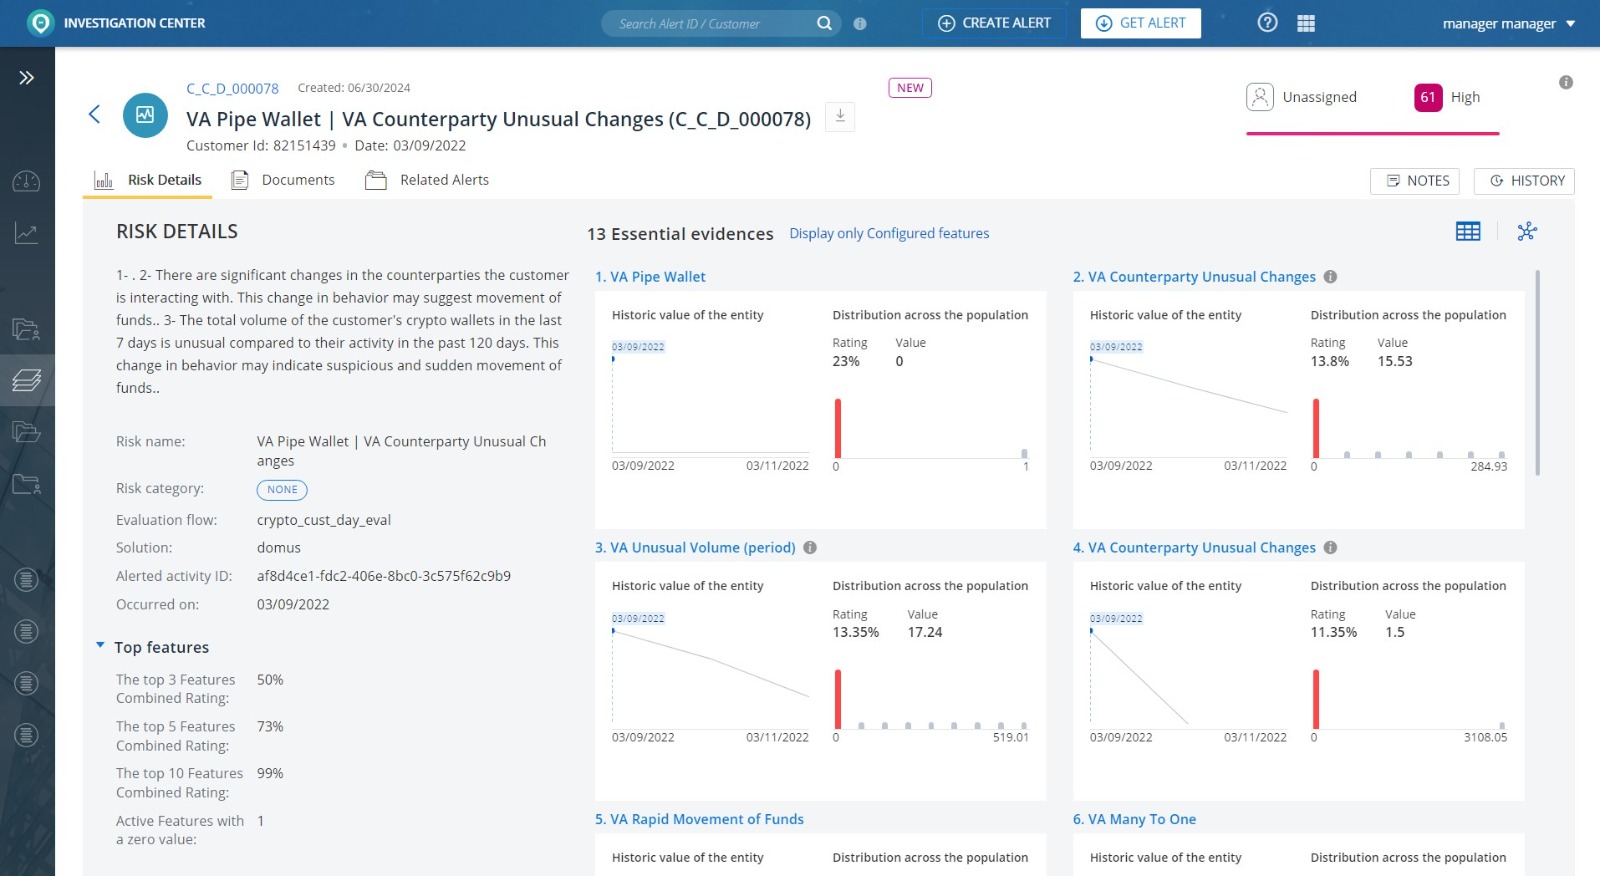 INVESTIGATION CENTER
Search Alert ID / Customer
CREATE ALERT
GET ALERT
manager manager
C_C_D_000078 Created: 06/30/2024
NEW
VA Pipe Wallet | VA Counterparty Unusual Changes (C_C_D_000078)
Customer Id: 82151439 • Date: 03/09/2022
Unassigned
61 High
Risk Details
Documents
Related Alerts
NOTES
HISTORY
RISK DETAILS
1- . 2- There are significant changes in the counterparties the customer
is interacting with. This change in behavior may suggest movement of
funds.. 3- The total volume of the customer's crypto wallets in the last
7 days is unusual compared to their activity in the past 120 days. This
change in behavior may indicate suspicious and sudden movement of
funds..
Risk name: VA Pipe Wallet | VA Counterparty Unusual Ch
anges
Risk category: NONE
Evaluation flow: crypto_cust_day_eval
Solution: domus
Alerted activity ID: af8d4ce1-fdc2-406e-8bc0-3c575f62c9b9
Occurred on: 03/09/2022
Top features
The top 3 Features 50%
Combined Rating:
The top 5 Features 73%
Combined Rating:
The top 10 Features 99%
Combined Rating:
Active Features with 1
a zero value:
13 Essential evidences Display only Configured features
1. VA Pipe Wallet
Historic value of the entity
03/09/2022
03/09/2022 03/11/2022
Distribution across the population
Rating Value
23% 0
0 1
2. VA Counterparty Unusual Changes
Historic value of the entity
03/09/2022
03/09/2022 03/11/2022
Distribution across the population
Rating Value
13.8% 15.53
0 284.93
3. VA Unusual Volume (period)
Historic value of the entity
03/09/2022
03/09/2022 03/11/2022
Distribution across the population
Rating Value
13.35% 17.24
0 519.01
4. VA Counterparty Unusual Changes
Historic value of the entity
03/09/2022
03/09/2022 03/11/2022
Distribution across the population
Rating Value
11.35% 1.5
0 3108.05
5. VA Rapid Movement of Funds
Historic value of the entity
Distribution across the population
6. VA Many To One
Historic value of the entity
Distribution across the population